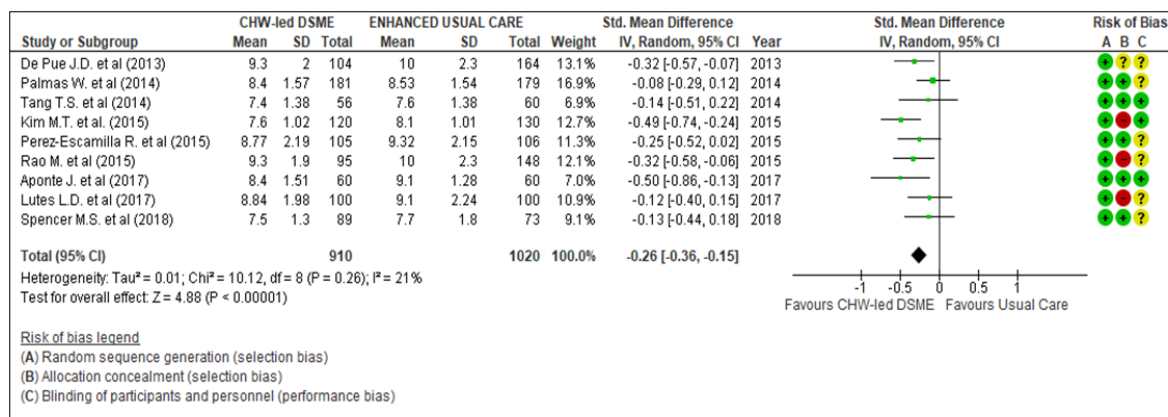 CHW-led DSME ENHANCED USUAL CARE Std. Mean Difference Std. Mean Difference Risk of Bias
Study or Subgroup Mean SD Total Mean SD Total Weight IV, Random, 95% CI Year IV, Random, 95% CI A B C
De Pue J.D. et al (2013) 9.3 2 104 10 2.3 164 13.1% -0.32 [-0.57, -0.07] 2013 + ? ?
Palmas W. et al (2014) 8.4 1.57 181 8.53 1.54 179 16.9% -0.08 [-0.29, 0.12] 2014 + + ?
Tang T.S. et al (2014) 7.4 1.38 56 7.6 1.38 60 6.9% -0.14 [-0.51, 0.22] 2014 + + +
Kim M.T. et al. (2015) 7.6 1.02 120 8.1 1.01 130 12.7% -0.49 [-0.74, -0.24] 2015 + - +
Perez-Escamilla R. et al (2015) 8.77 2.19 105 9.32 2.15 106 11.3% -0.25 [-0.52, 0.02] 2015 + + ?
Rao M. et al (2015) 9.3 1.9 95 10 2.3 148 12.3% -0.32 [-0.58, -0.06] 2015 + - ?
Aponte J. et al (2017) 8.4 1.51 60 9.1 1.28 60 7.0% -0.50 [-0.86, -0.13] 2017 + + +
Lutes L.D. et al (2017) 8.84 1.98 100 9.1 2.24 100 10.9% -0.12 [-0.40, 0.15] 2017 + - ?
Spencer M.S. et al (2018) 7.5 1.3 89 7.7 1.8 73 9.1% -0.13 [-0.44, 0.18] 2018 + + ?
Total (95% CI) 910 1020 100.0% -0.26 [-0.36, -0.15]
Heterogeneity: Tau² = 0.01; Chi² = 10.12, df = 8 (P = 0.26); I² = 21%
Test for overall effect: Z = 4.88 (P < 0.00001)
-1 -0.5 0 0.5 1
Favours CHW-led DSME Favours Usual Care
Risk of bias legend
(A) Random sequence generation (selection bias)
(B) Allocation concealment (selection bias)
(C) Blinding of participants and personnel (performance bias)